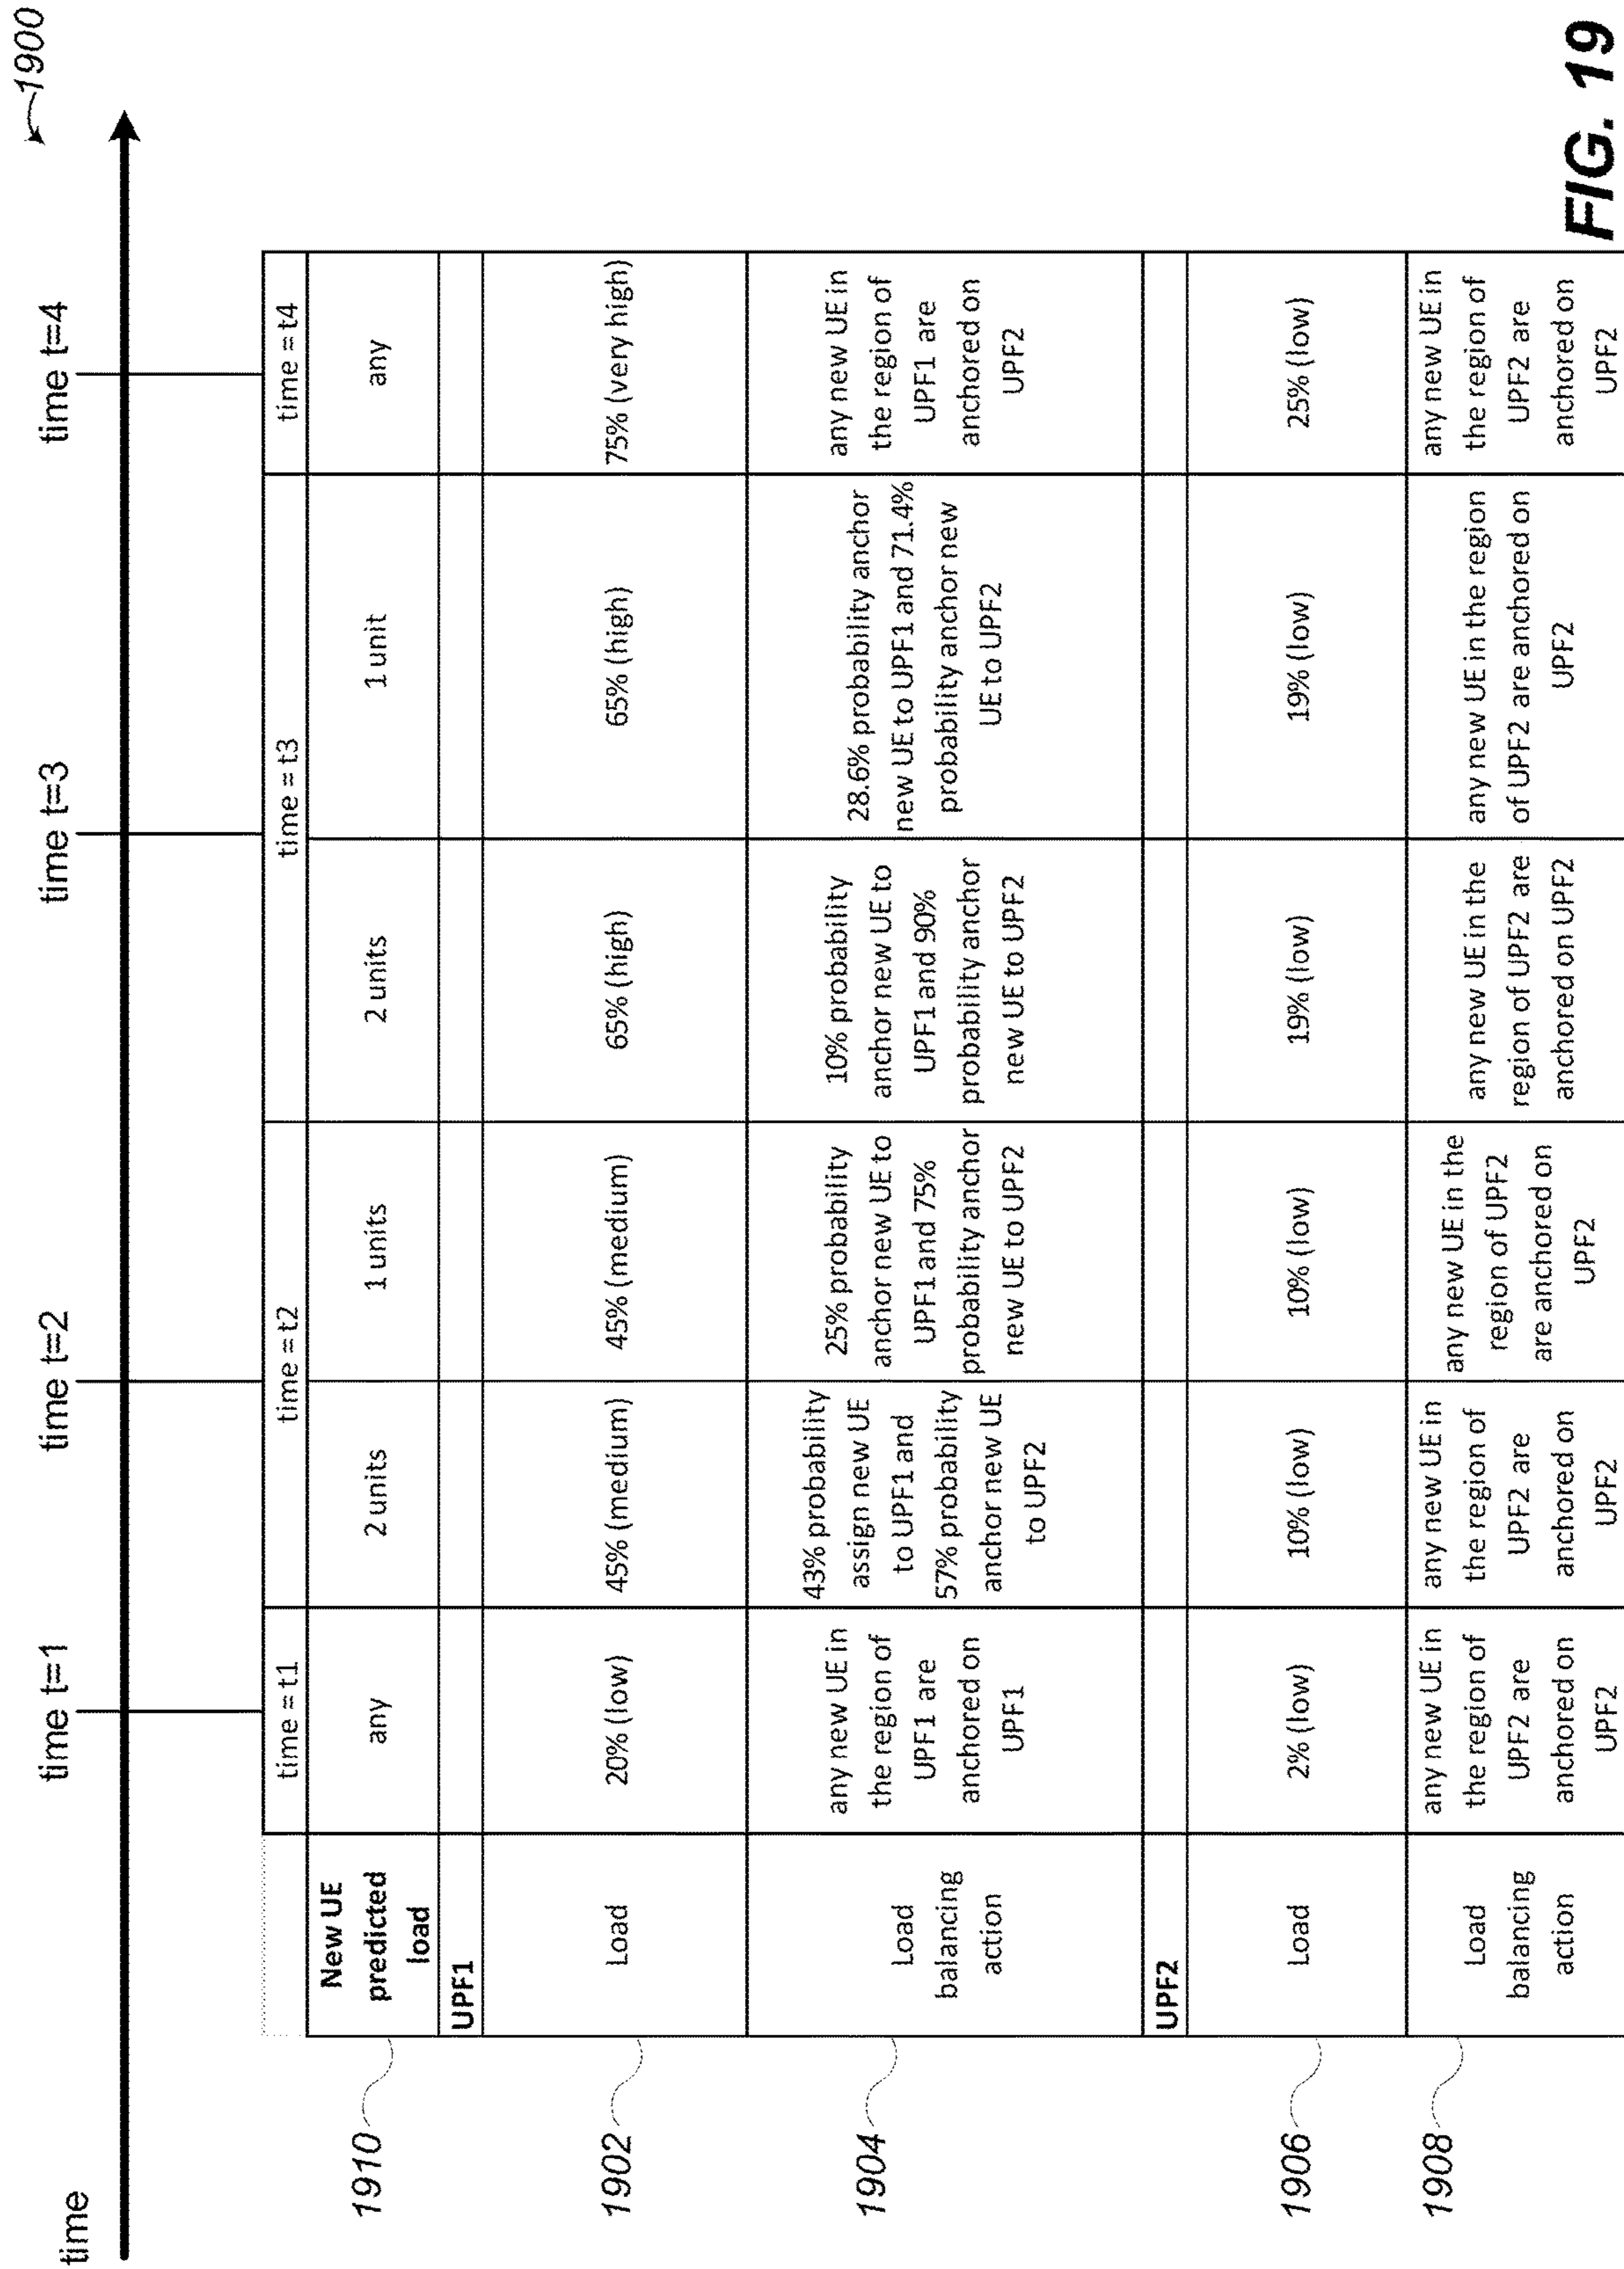 1900
time
time t=1
time t=2
time t=3
time t=4
time = t1
time = t2
time = t3
time = t4
1910
New UE
predicted
load
any
2 units
1 units
2 units
1 unit
any
UPF1
1902
Load
20% (low)
45% (medium)
45% (medium)
65% (high)
65% (high)
75% (very high)
1904
Load
balancing
action
any new UE in
the region of
UPF1 are
anchored on
UPF1
43% probability
assign new UE
to UPF1 and
57% probability
anchor new UE
to UPF2
25% probability
anchor new UE to
UPF1 and 75%
probability anchor
new UE to UPF2
10% probability
anchor new UE to
UPF1 and 90%
probability anchor
new UE to UPF2
28.6% probability anchor
new UE to UPF1 and 71.4%
probability anchor new
UE to UPF2
any new UE in
the region of
UPF1 are
anchored on
UPF2
UPF2
1906
Load
2% (low)
10% (low)
10% (low)
19% (low)
19% (low)
25% (low)
1908
Load
balancing
action
any new UE in
the region of
UPF2 are
anchored on
UPF2
any new UE in
the region of
UPF2 are
anchored on
UPF2
any new UE in the
region of UPF2
are anchored on
UPF2
any new UE in the
region of UPF2 are
anchored on UPF2
any new UE in the region
of UPF2 are anchored on
UPF2
any new UE in
the region of
UPF2 are
anchored on
UPF2
FIG. 19